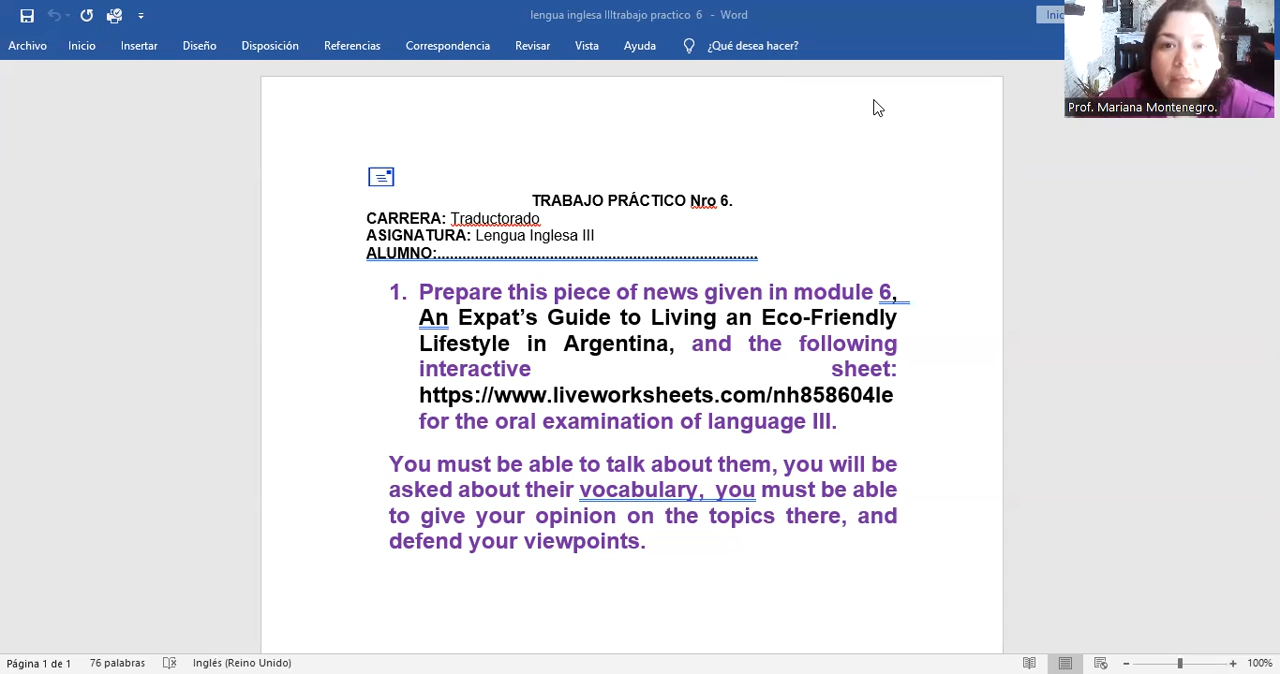 lengua inglesa IIItrabajo practico 6 - Word
Inic
Archivo Inicio Insertar Diseño Disposición Referencias Correspondencia Revisar Vista Ayuda ¿Qué desea hacer?
Prof. Mariana Montenegro.
TRABAJO PRÁCTICO Nro 6.
CARRERA: Traductorado
ASIGNATURA: Lengua Inglesa III
ALUMNO:............................................................................
1. Prepare this piece of news given in module 6,
An Expat's Guide to Living an Eco-Friendly
Lifestyle in Argentina, and the following
interactive sheet:
https://www.liveworksheets.com/nh858604le
for the oral examination of language III.
You must be able to talk about them, you will be
asked about their vocabulary, you must be able
to give your opinion on the topics there, and
defend your viewpoints.
Página 1 de 1 76 palabras Inglés (Reino Unido) 100%